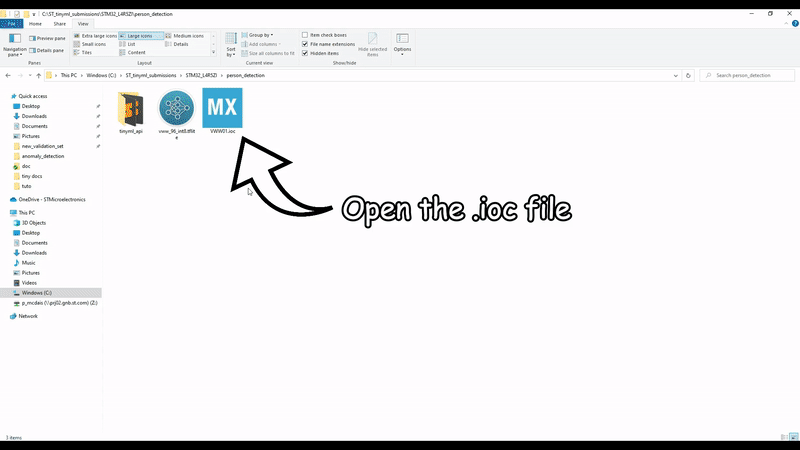 C:\ST_tinyml_submissions\STM32_L4R5ZI\person_detection
File Home Share View
Navigation pane
Preview pane
Details pane
Panes
Extra large icons Large icons Medium icons
Small icons List Details
Tiles Content
Layout
Sort by
Group by
Add columns
Size all columns to fit
Current view
Item check boxes
File name extensions
Hidden items
Hide selected items
Show/hide
Options
This PC > Windows (C:) > ST_tinyml_submissions > STM32_L4R5ZI > person_detection
Search person_detection
Quick access
Desktop
Downloads
Documents
Pictures
new_validation_set
anomaly_detection
doc
tiny docs
tuto
OneDrive - STMicroelectronics
This PC
3D Objects
Desktop
Documents
Downloads
Music
Pictures
Videos
Windows (C:)
p_mcdais (\\prj02.gnb.st.com) (Z:)
Network
tinyml_api
vww_96_int8.tflite
MX
VWW01.ioc
Open the .ioc file
3 items